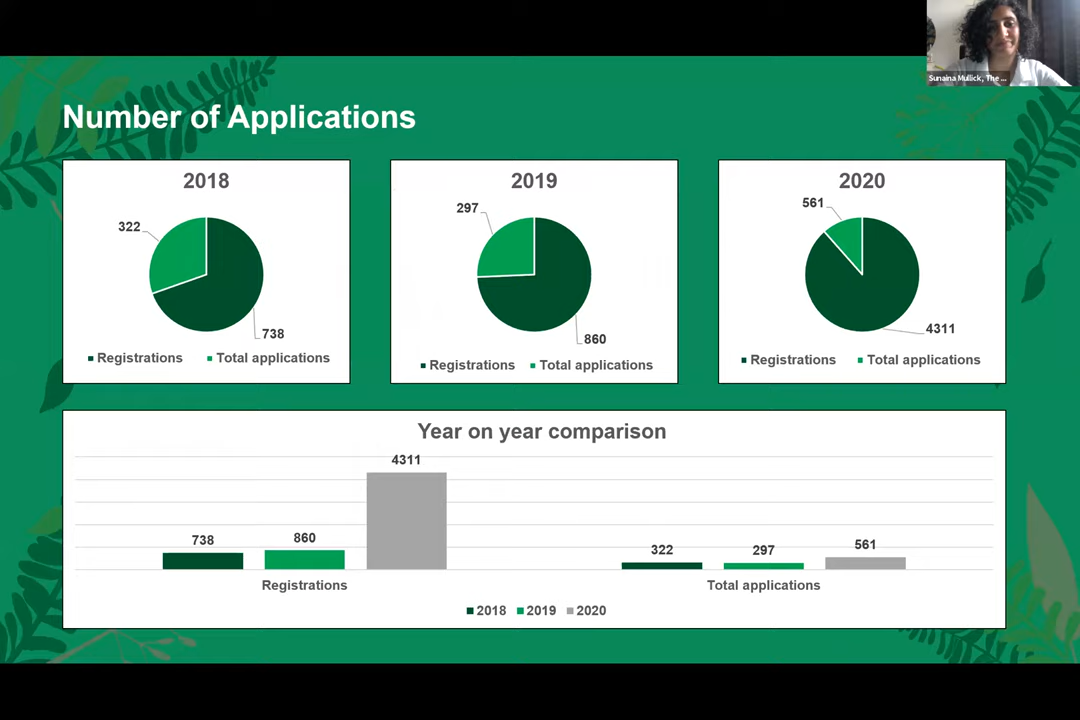 Sunaina Mullick, The ...
Number of Applications
2018
322
738
Registrations Total applications
2019
297
860
Registrations Total applications
2020
561
4311
Registrations Total applications
Year on year comparison
738 860 4311 322 297 561
Registrations Total applications
2018 2019 2020